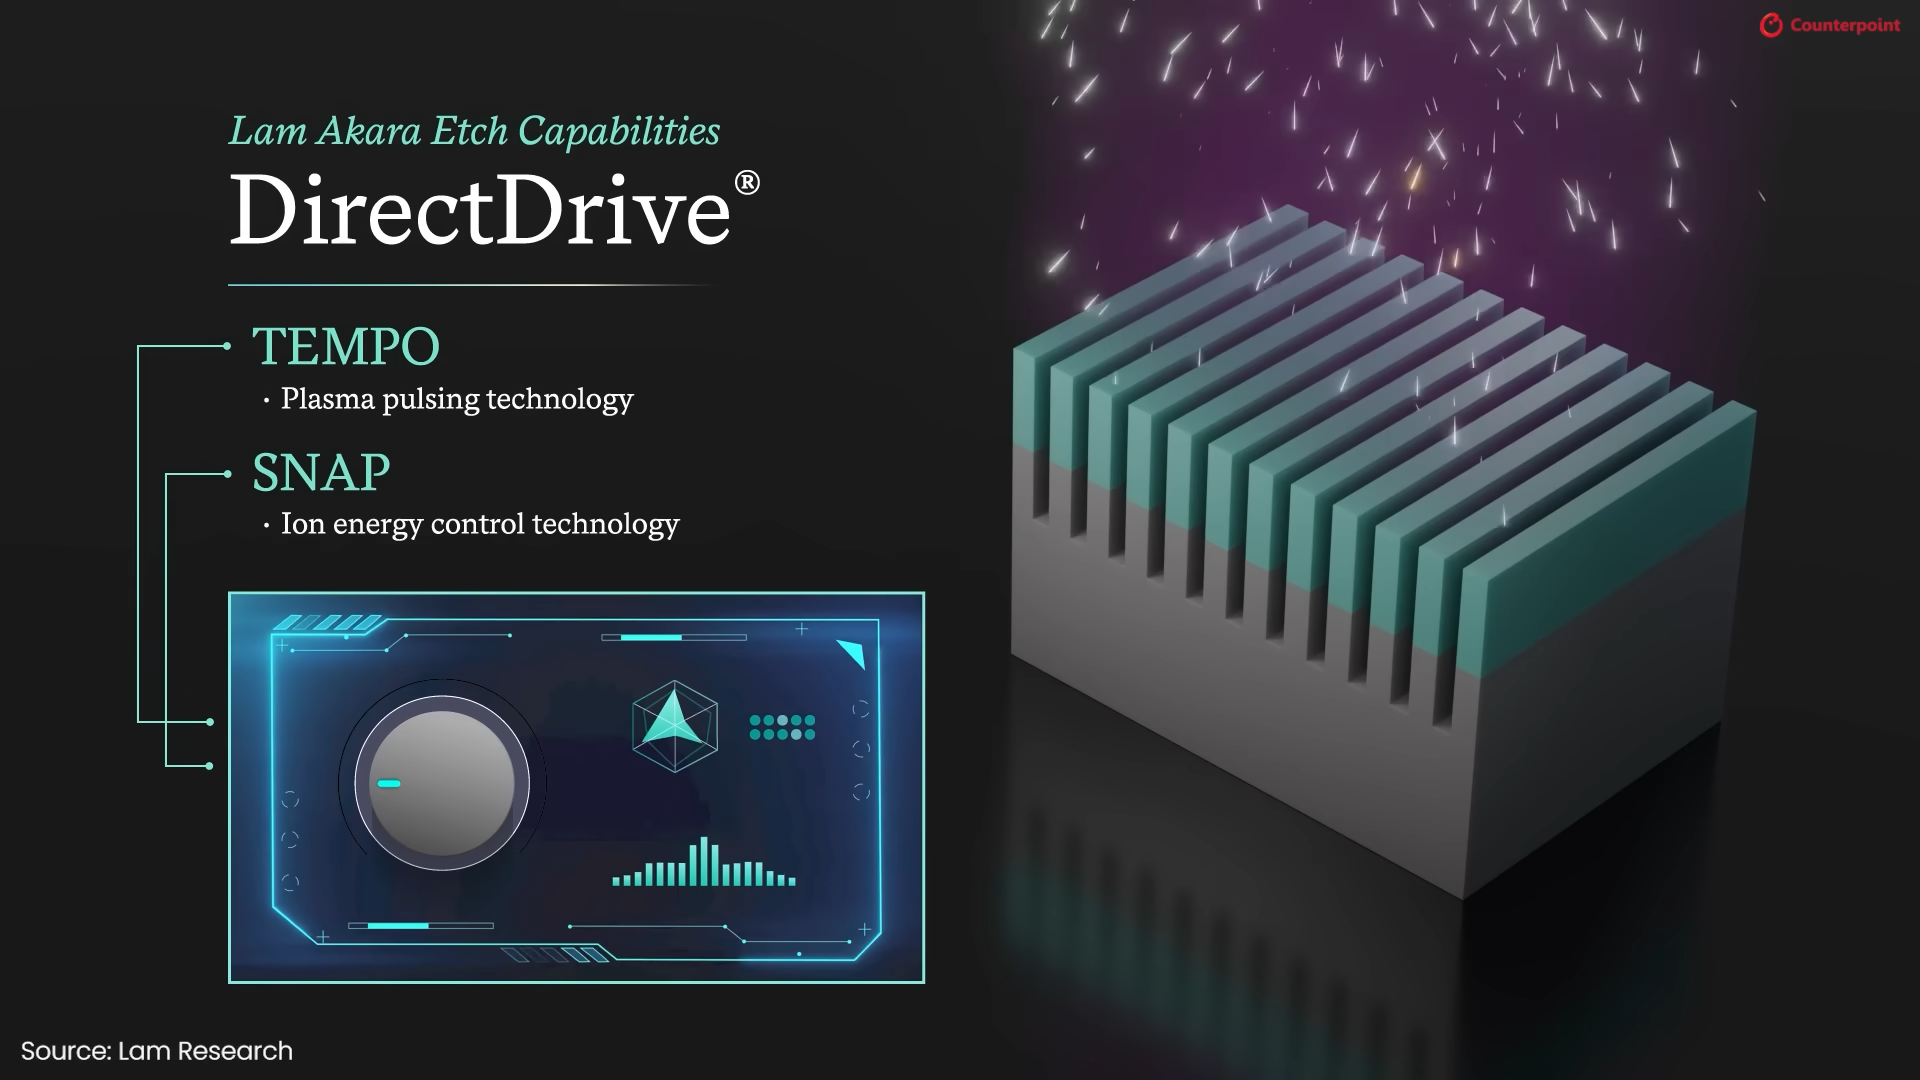 Counterpoint
Lam Akara Etch Capabilities
DirectDrive®
TEMPO
· Plasma pulsing technology
SNAP
· Ion energy control technology
Source: Lam Research